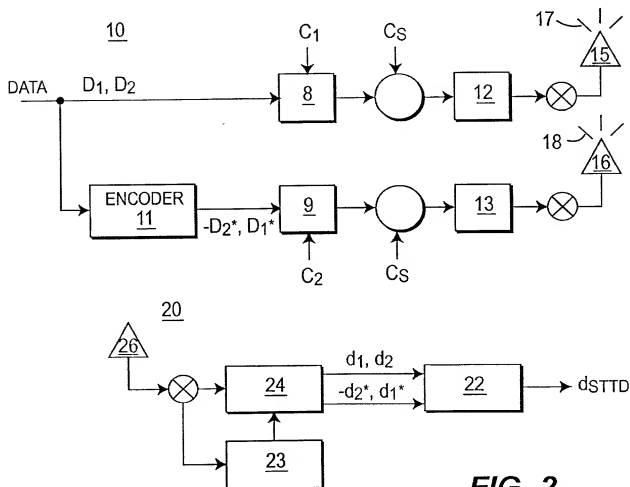 10
C1
CS
17
15
DATA
D1, D2
8
12
18
16
ENCODER
11
-D2*, D1*
9
13
C2
CS
20
26
24
d1, d2
-d2*, d1*
22
dSTTD
23
FIG. 2